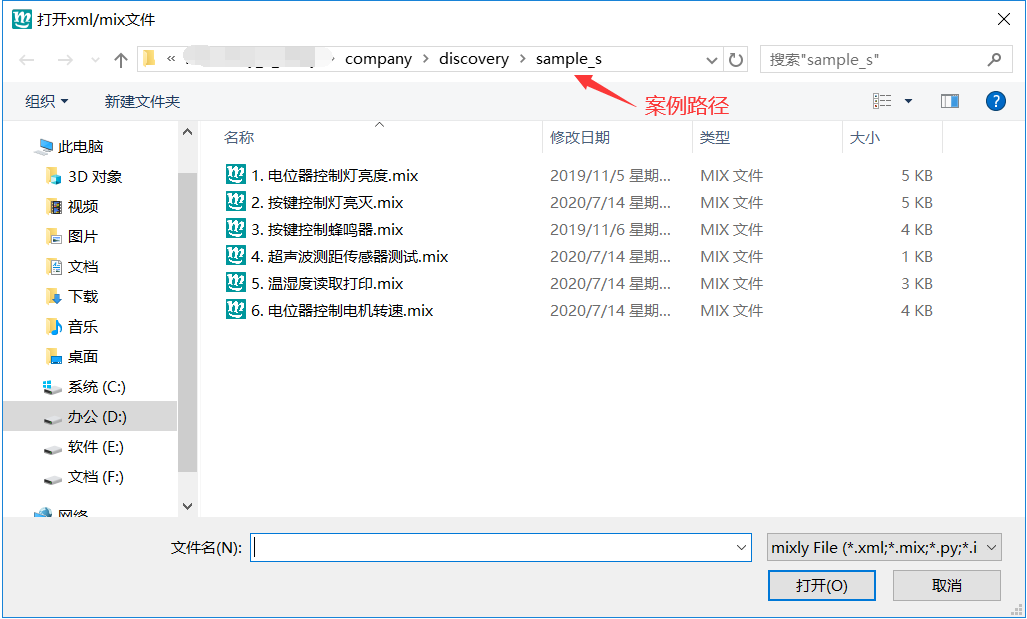 打开xml/mix文件
« company > discovery > sample_s
搜索"sample_s"
案例路径
组织
新建文件夹
名称 修改日期 类型 大小
此电脑
3D 对象
视频
图片
文档
下载
音乐
桌面
系统 (C:)
办公 (D:)
软件 (E:)
文档 (F:)
网络
1. 电位器控制灯亮度.mix 2019/11/5 星期... MIX 文件 5 KB
2. 按键控制灯亮灭.mix 2020/7/14 星期... MIX 文件 5 KB
3. 按键控制蜂鸣器.mix 2019/11/6 星期... MIX 文件 4 KB
4. 超声波测距传感器测试.mix 2020/7/14 星期... MIX 文件 1 KB
5. 温湿度读取打印.mix 2020/7/14 星期... MIX 文件 3 KB
6. 电位器控制电机转速.mix 2020/7/14 星期... MIX 文件 4 KB
文件名(N):
mixly File (*.xml;*.mix;*.py;*.i
打开(O)
取消